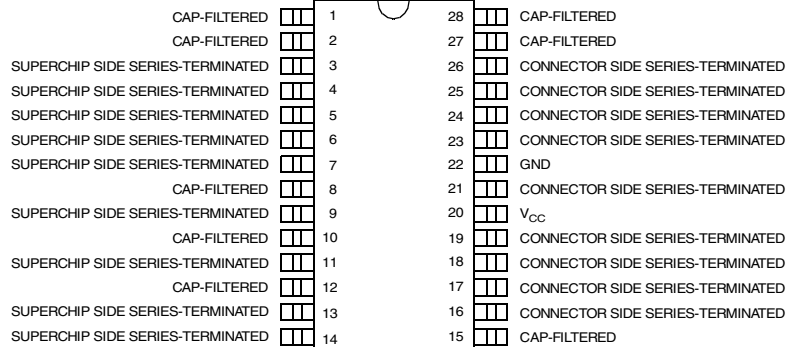 CAP-FILTERED 1 28 CAP-FILTERED
CAP-FILTERED 2 27 CAP-FILTERED
SUPERCHIP SIDE SERIES-TERMINATED 3 26 CONNECTOR SIDE SERIES-TERMINATED
SUPERCHIP SIDE SERIES-TERMINATED 4 25 CONNECTOR SIDE SERIES-TERMINATED
SUPERCHIP SIDE SERIES-TERMINATED 5 24 CONNECTOR SIDE SERIES-TERMINATED
SUPERCHIP SIDE SERIES-TERMINATED 6 23 CONNECTOR SIDE SERIES-TERMINATED
SUPERCHIP SIDE SERIES-TERMINATED 7 22 GND
CAP-FILTERED 8 21 CONNECTOR SIDE SERIES-TERMINATED
SUPERCHIP SIDE SERIES-TERMINATED 9 20 VCC
CAP-FILTERED 10 19 CONNECTOR SIDE SERIES-TERMINATED
SUPERCHIP SIDE SERIES-TERMINATED 11 18 CONNECTOR SIDE SERIES-TERMINATED
CAP-FILTERED 12 17 CONNECTOR SIDE SERIES-TERMINATED
SUPERCHIP SIDE SERIES-TERMINATED 13 16 CONNECTOR SIDE SERIES-TERMINATED
SUPERCHIP SIDE SERIES-TERMINATED 14 15 CAP-FILTERED